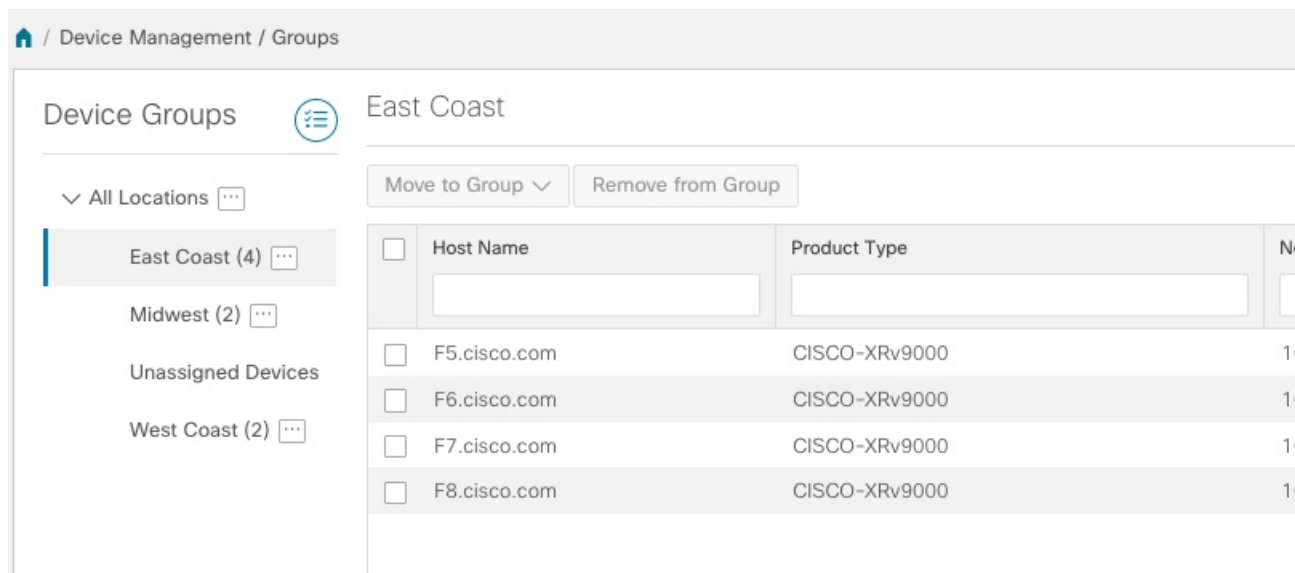 / Device Management / Groups
Device Groups
East Coast
All Locations
East Coast (4)
Midwest (2)
Unassigned Devices
West Coast (2)
Move to Group
Remove from Group
Host Name
Product Type
F5.cisco.com
CISCO-XRv9000
F6.cisco.com
CISCO-XRv9000
F7.cisco.com
CISCO-XRv9000
F8.cisco.com
CISCO-XRv9000